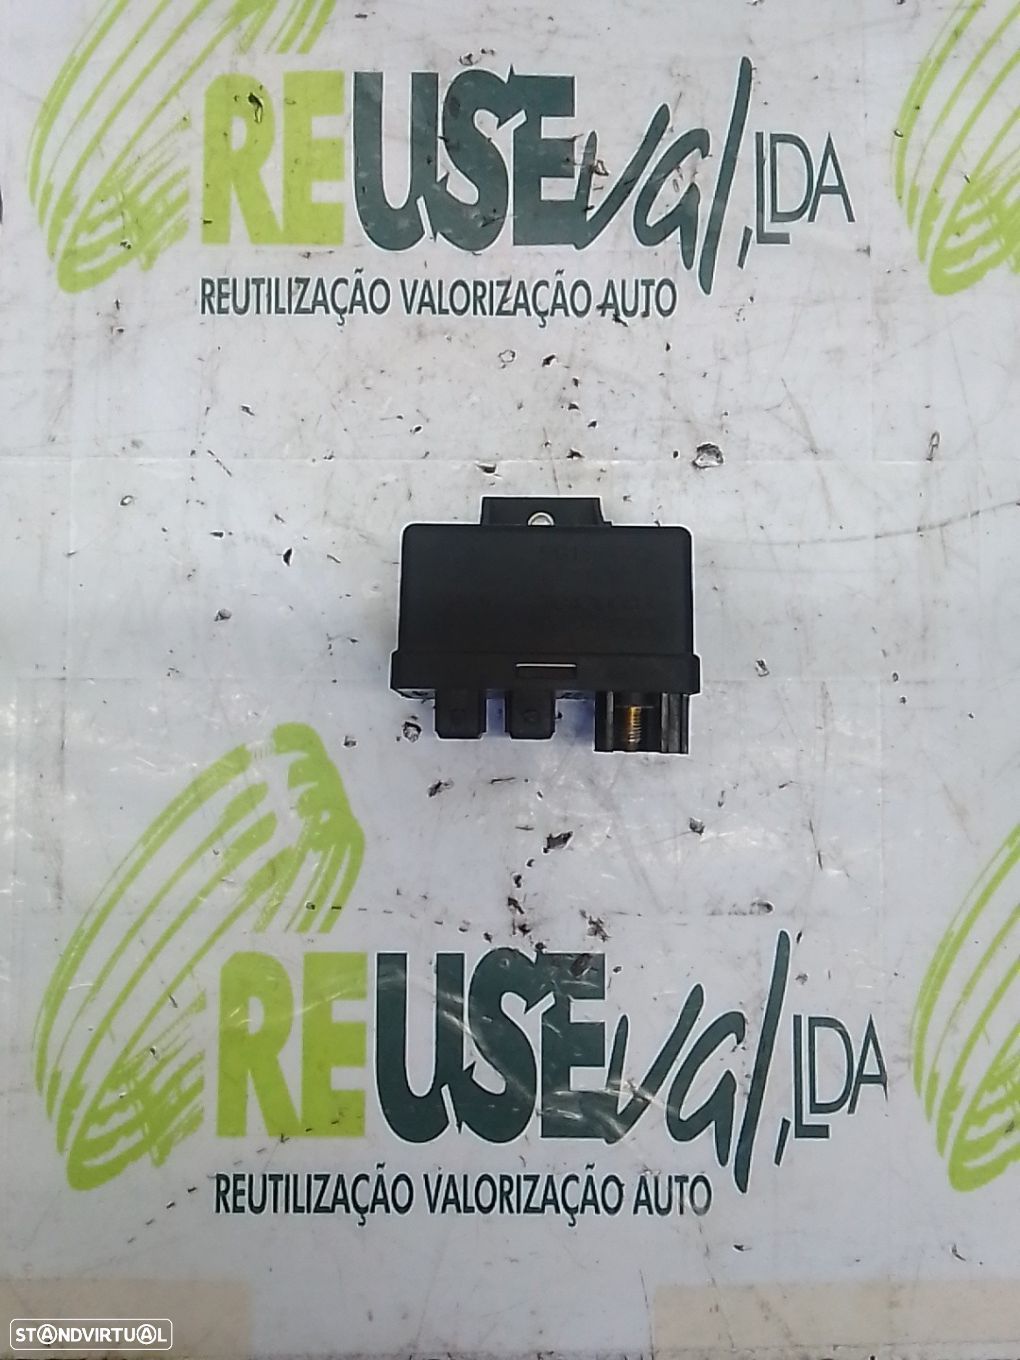 REUSEval, LDA
REUTILIZAÇÃO VALORIZAÇÃO AUTO
REUSEval, LDA
REUTILIZAÇÃO VALORIZAÇÃO AUTO
STANDVIRTUAL